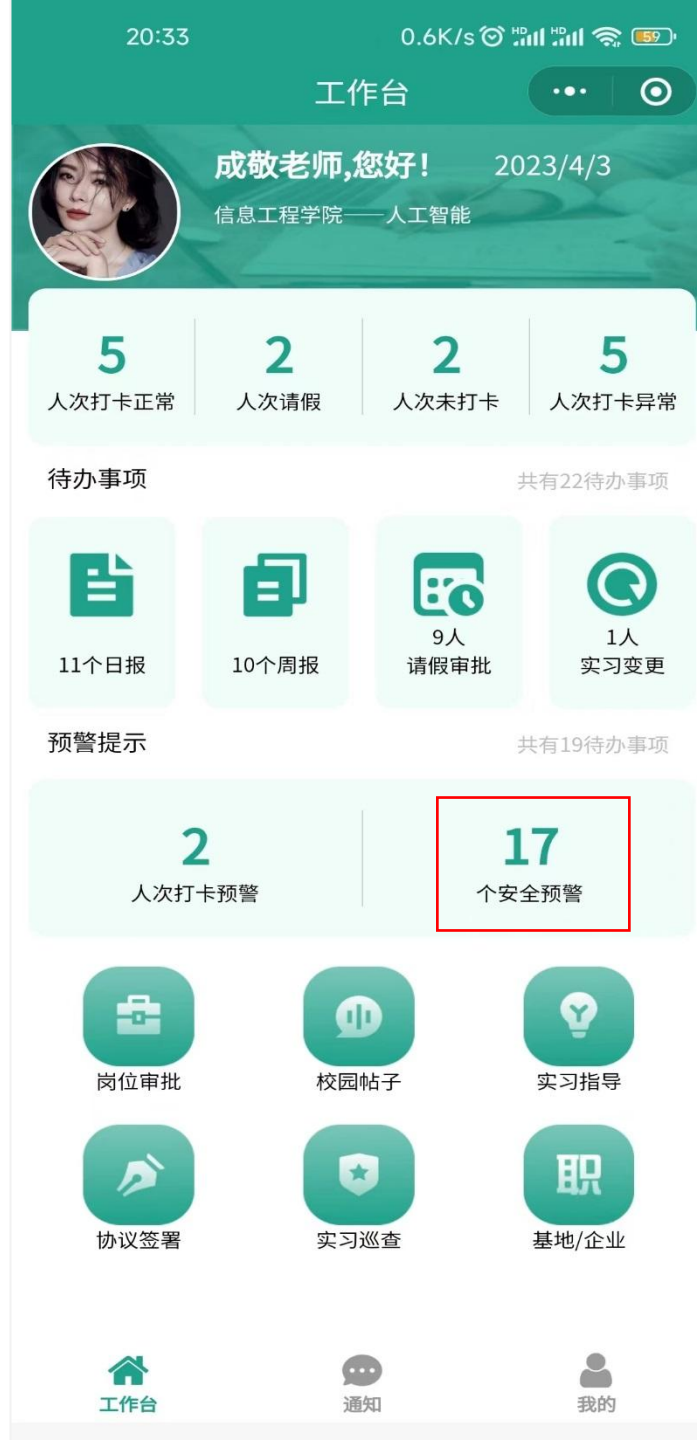 20:33 0.6K/s HD HD 59
工作台
成敬老师,您好! 2023/4/3
信息工程学院——人工智能
5 2 2 5
人次打卡正常 人次请假 人次未打卡 人次打卡异常
待办事项 共有22待办事项
9人 1人
11个日报 10个周报 请假审批 实习变更
预警提示 共有19待办事项
2 17
人次打卡预警 个安全预警
职
岗位审批 校园帖子 实习指导
协议签署 实习巡查 基地/企业
工作台 通知 我的